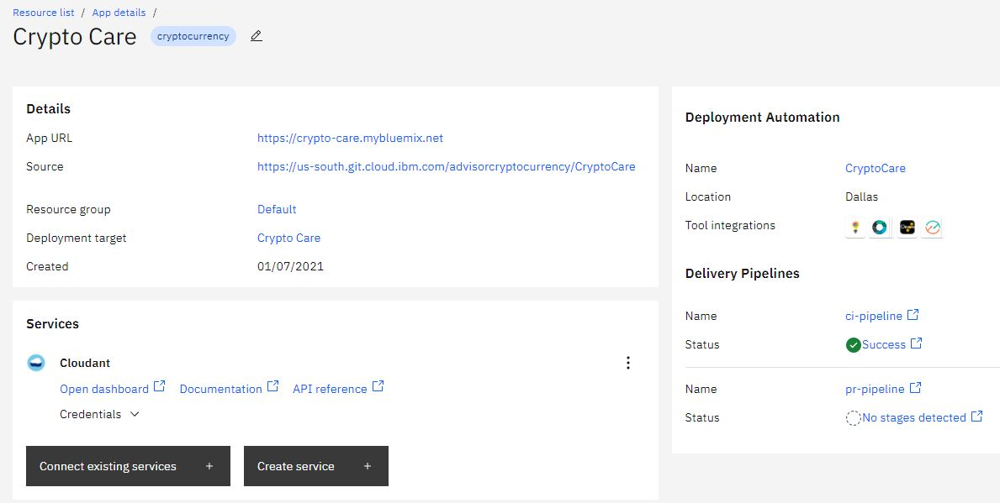 Resource list / App details /
Crypto Care cryptocurrency
Details
App URL https://crypto-care.mybluemix.net
Source https://us-south.git.cloud.ibm.com/advisorcryptocurrency/CryptoCare
Resource group Default
Deployment target Crypto Care
Created 01/07/2021
Services
Cloudant
Open dashboard Documentation API reference
Credentials
Connect existing services +
Create service +
Deployment Automation
Name CryptoCare
Location Dallas
Tool integrations
Delivery Pipelines
Name ci-pipeline
Status Success
Name pr-pipeline
Status No stages detected